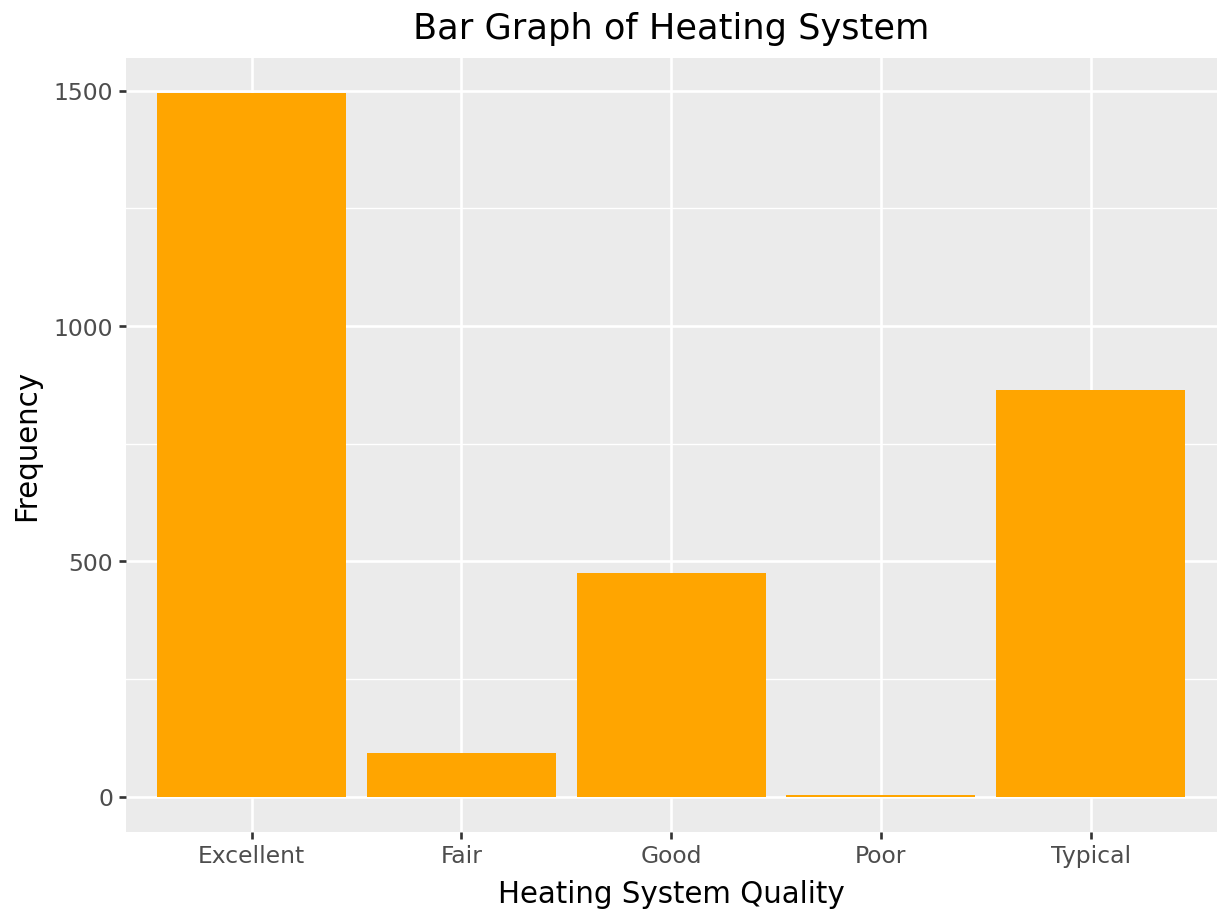 Bar Graph of Heating System
1500
1000
500
0
Frequency
Excellent
Fair
Good
Poor
Typical
Heating System Quality